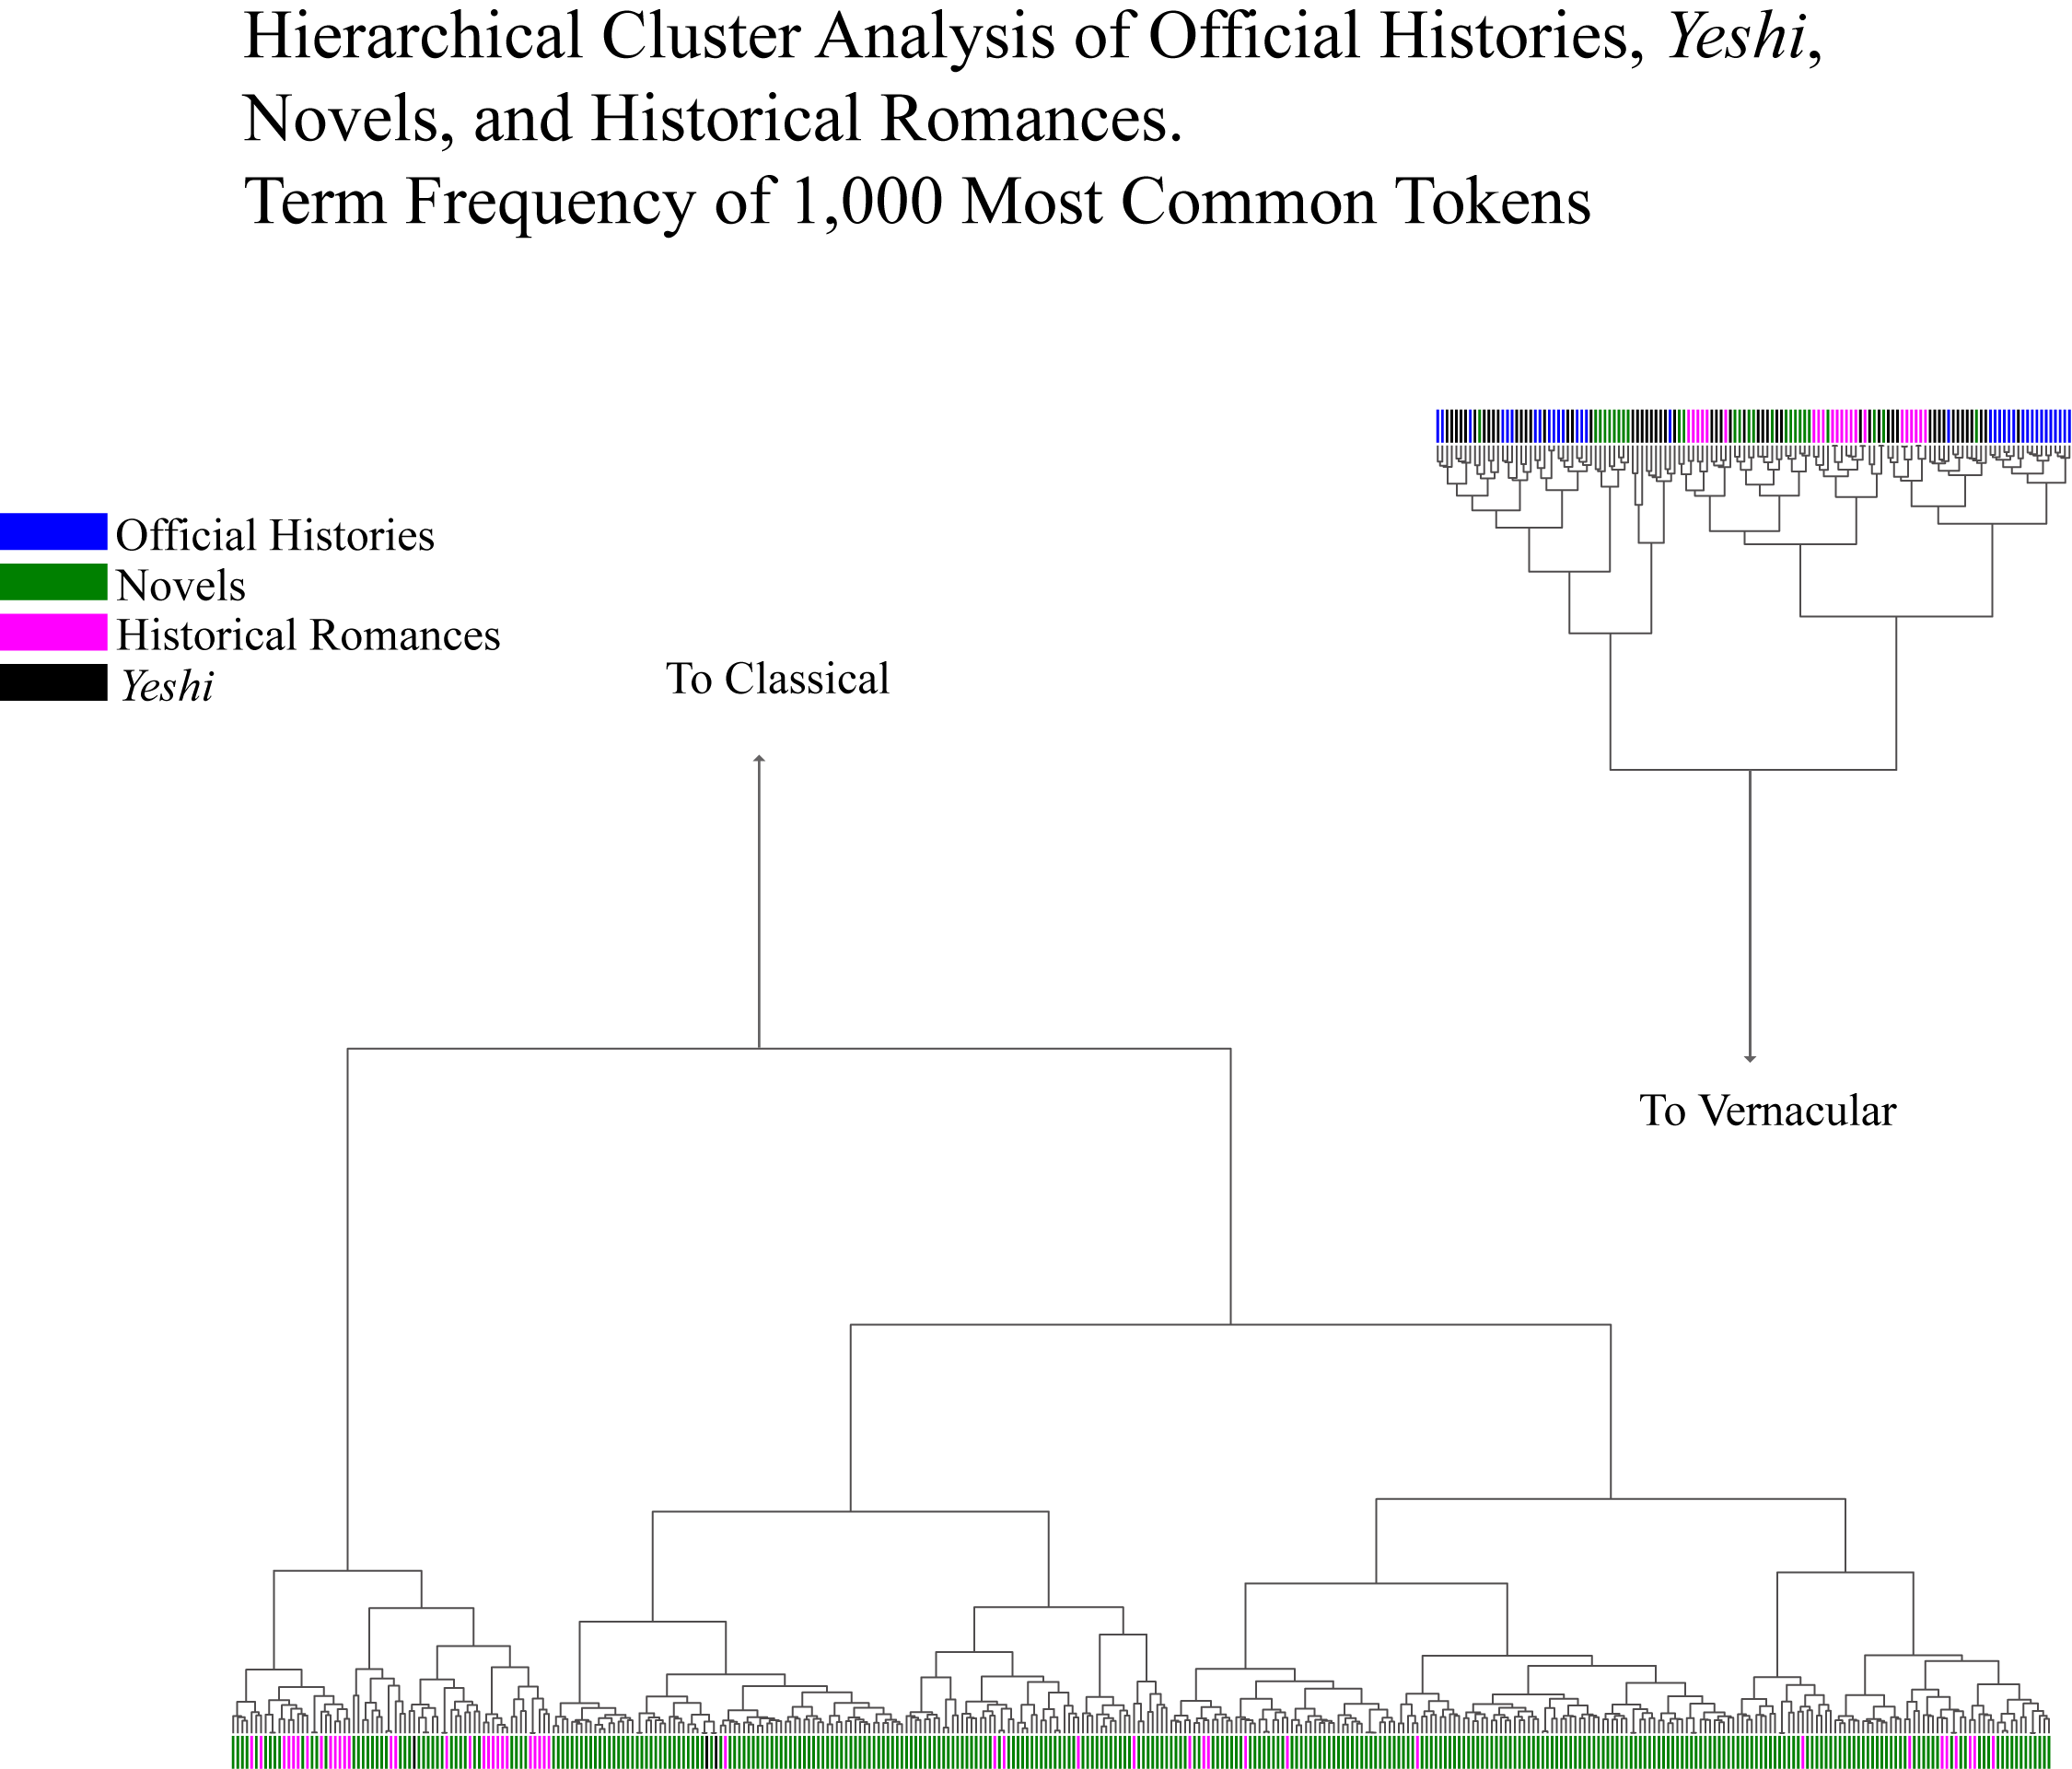 Hierarchical Cluster Analysis of Official Histories, Yeshi,
Novels, and Historical Romances.
Term Frequency of 1,000 Most Common Tokens
Official Histories
Novels
Historical Romances
Yeshi
To Classical
To Vernacular